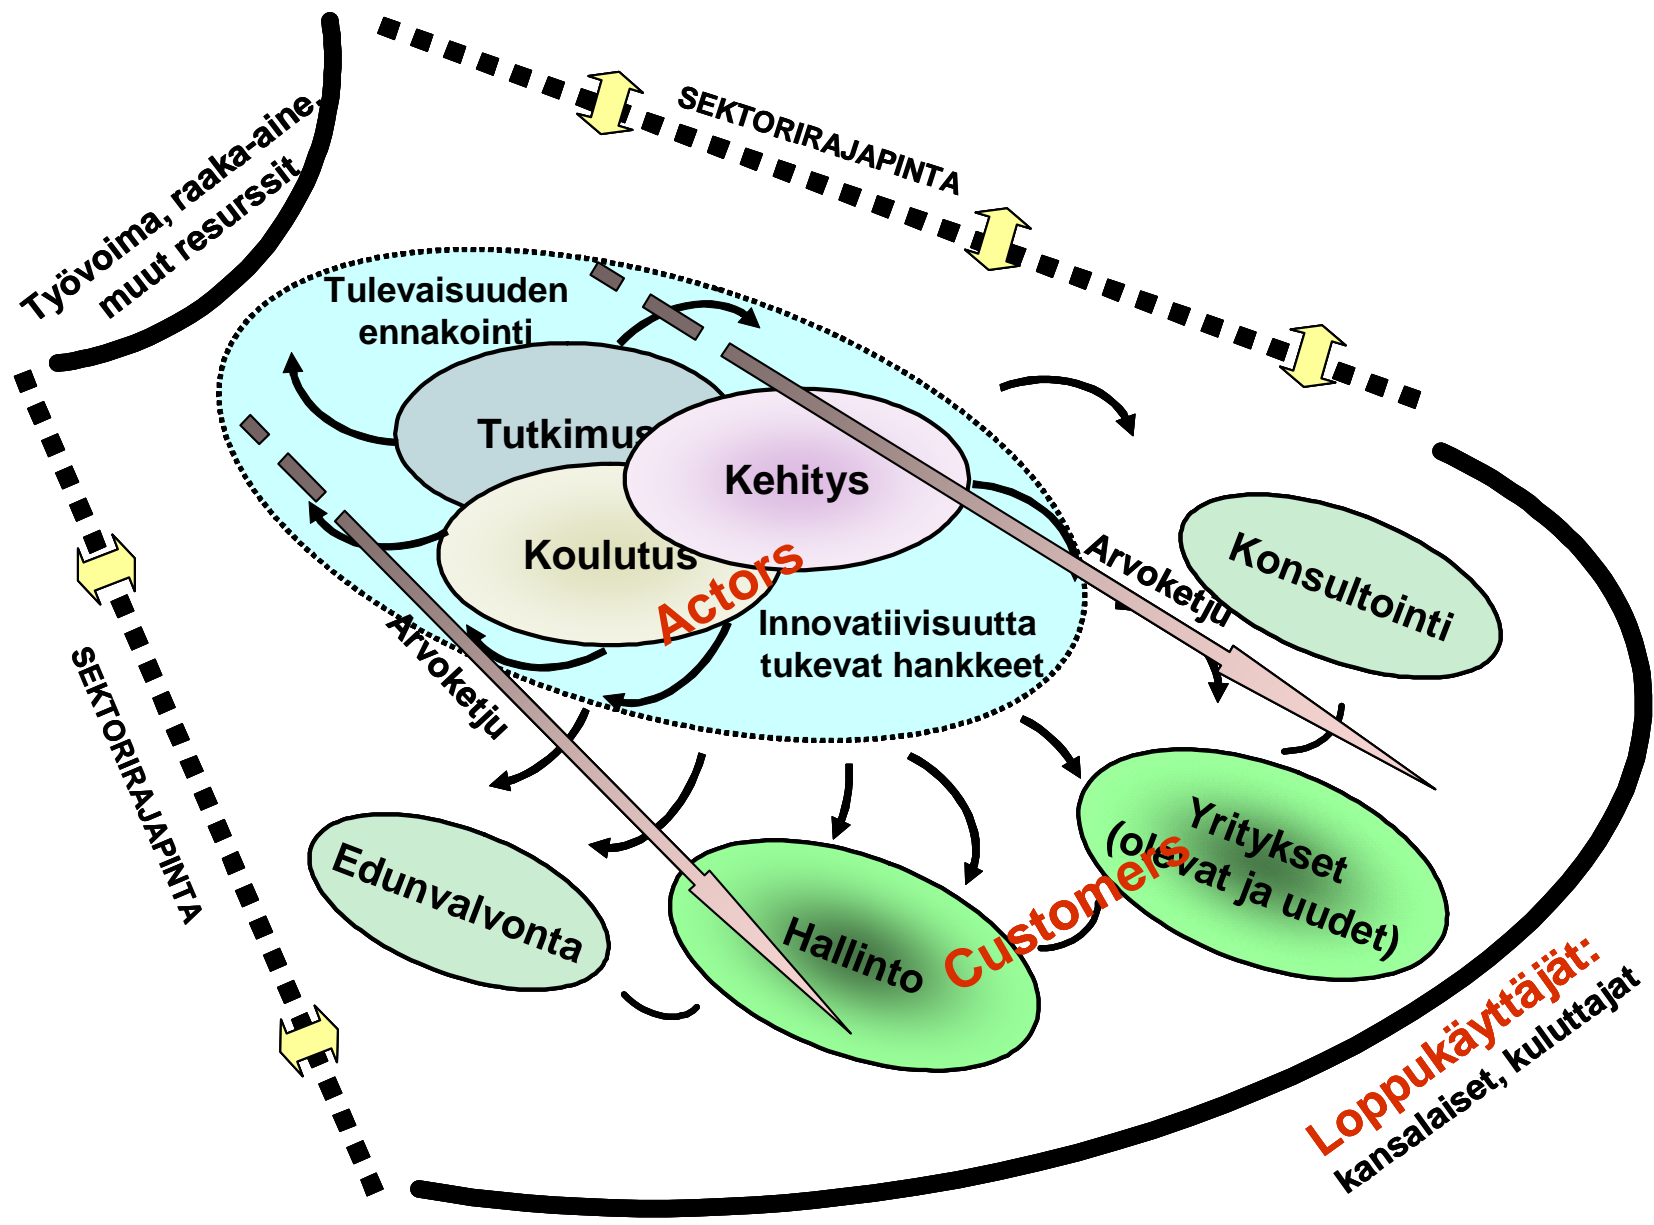 SEKTORIRAJAPINTA
Työvoima, raaka-aine,
muut resurssit
Tulevaisuuden
ennakointi
Tutkimus
Kehitys
Koulutus
Actors
Innovatiivisuutta
tukevat hankkeet
Arvoketju
Konsultointi
Arvoketju
SEKTORIRAJAPINTA
Edunvalvonta
Hallinto
Customers
Yritykset
(olevat ja uudet)
Loppukäyttäjät:
kansalaiset, kuluttajat